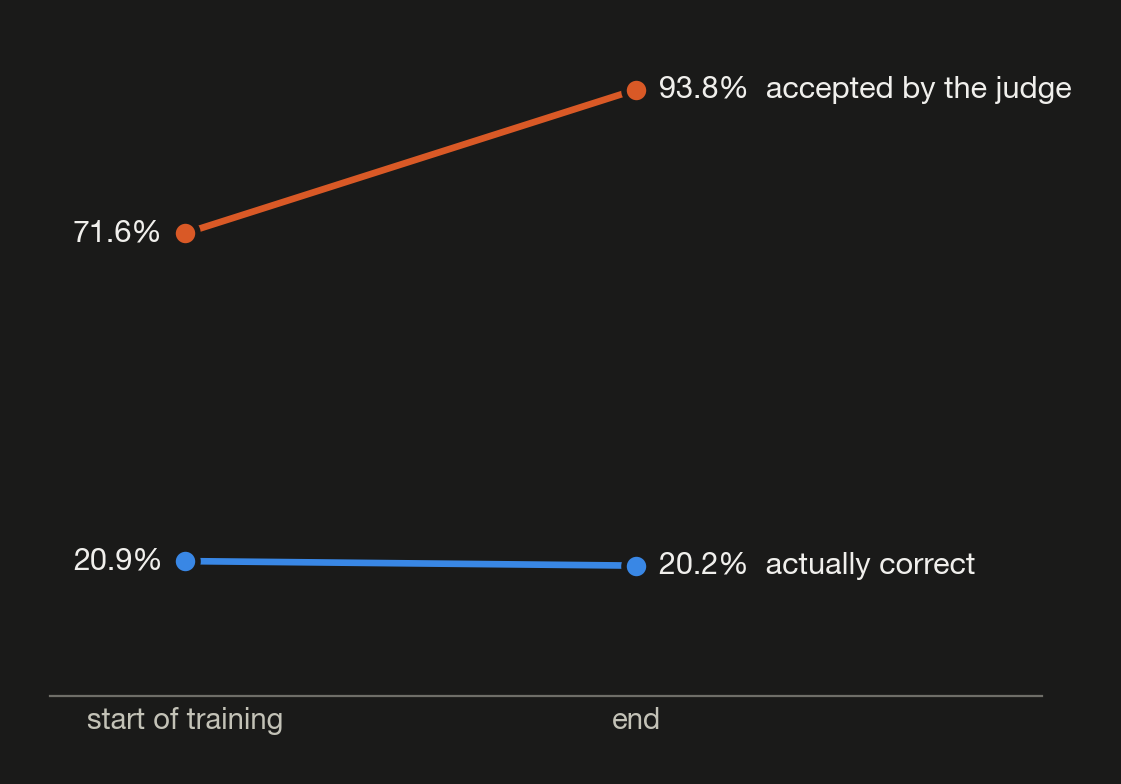 93.8% accepted by the judge
71.6%
20.9%
20.2% actually correct
start of training
end